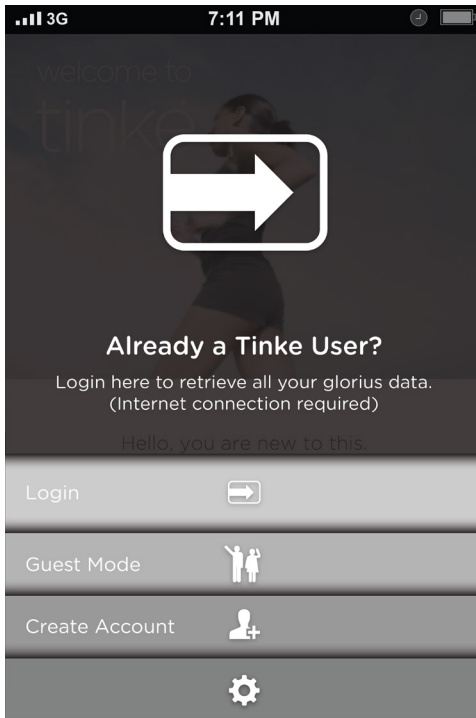 3G 7:11 PM
welcome to
tinke
Already a Tinke User?
Login here to retrieve all your glorius data.
(Internet connection required)
Hello, you are new to this.
Login
Guest Mode
Create Account